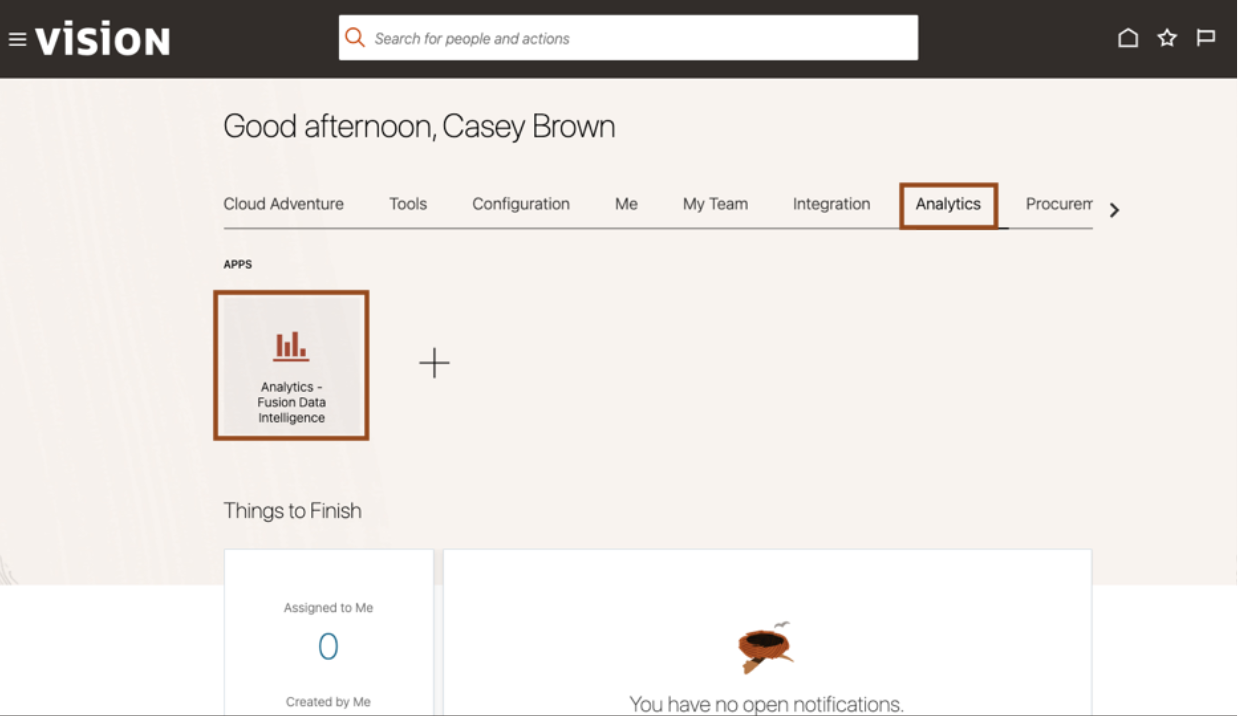 VISION
Search for people and actions
Good afternoon, Casey Brown
Cloud Adventure Tools Configuration Me My Team Integration Analytics Procurem
APPS
Analytics -
Fusion Data
Intelligence
Things to Finish
Assigned to Me
0
Created by Me
You have no open notifications.